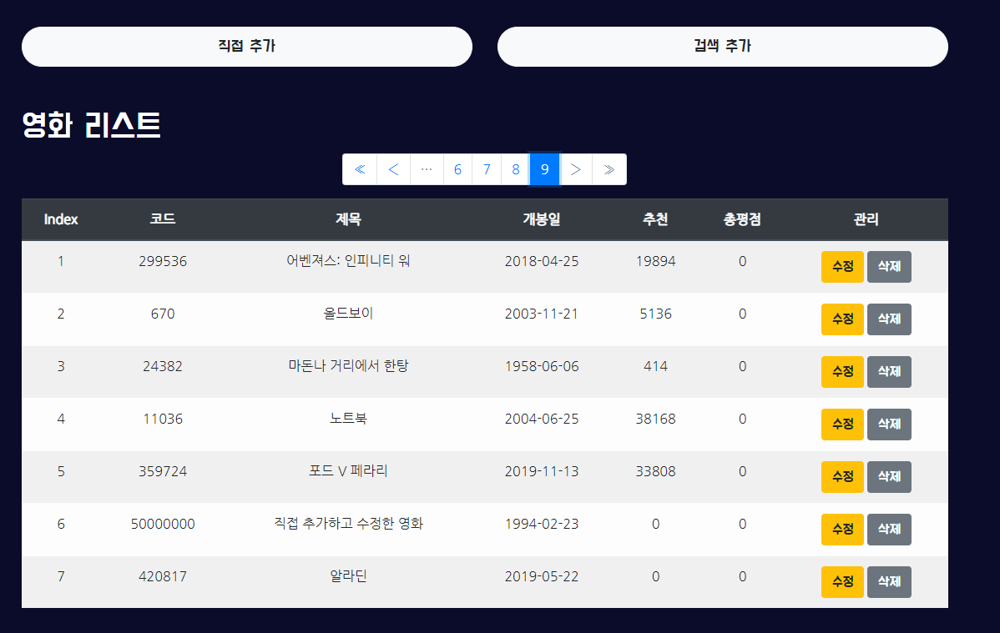 직접 추가 검색 추가
영화 리스트
≪ < ··· 6 7 8 9 > ≫
Index 코드 제목 개봉일 추천 총평점 관리
1 299536 어벤져스: 인피니티 워 2018-04-25 19894 0 수정 삭제
2 670 올드보이 2003-11-21 5136 0 수정 삭제
3 24382 마돈나 거리에서 한탕 1958-06-06 414 0 수정 삭제
4 11036 노트북 2004-06-25 38168 0 수정 삭제
5 359724 포드 V 페라리 2019-11-13 33808 0 수정 삭제
6 50000000 직접 추가하고 수정한 영화 1994-02-23 0 0 수정 삭제
7 420817 알라딘 2019-05-22 0 0 수정 삭제